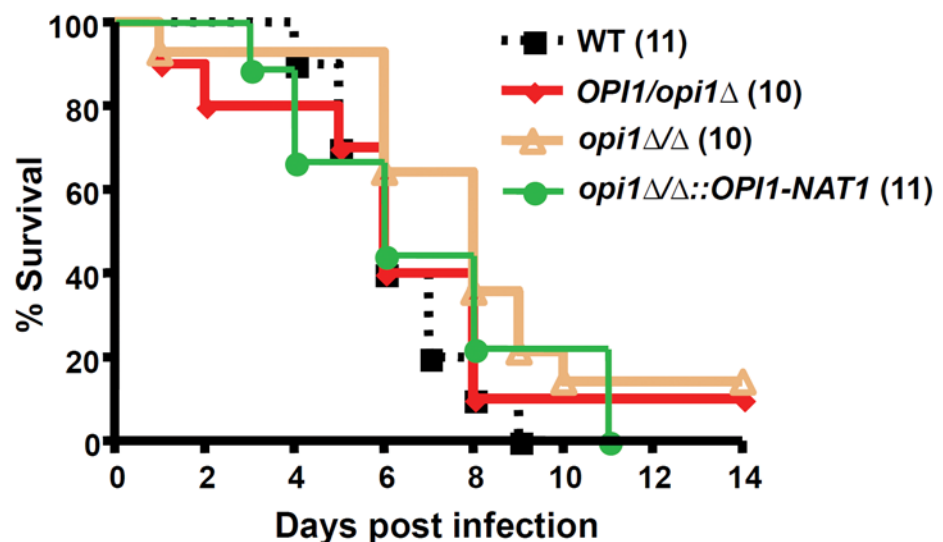 100
80
60
40
20
0
% Survival
WT (11)
OPI1/opi1Δ (10)
opi1Δ/Δ (10)
opi1Δ/Δ::OPI1-NAT1 (11)
0 2 4 6 8 10 12 14
Days post infection